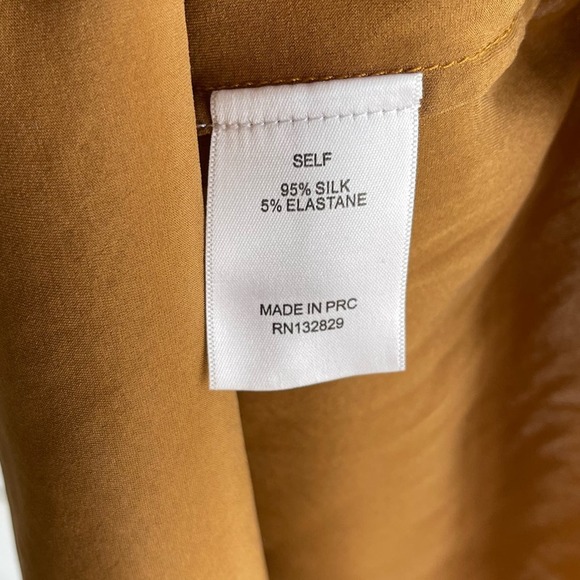 SELF
95% SILK
5% ELASTANE
MADE IN PRC
RN132829